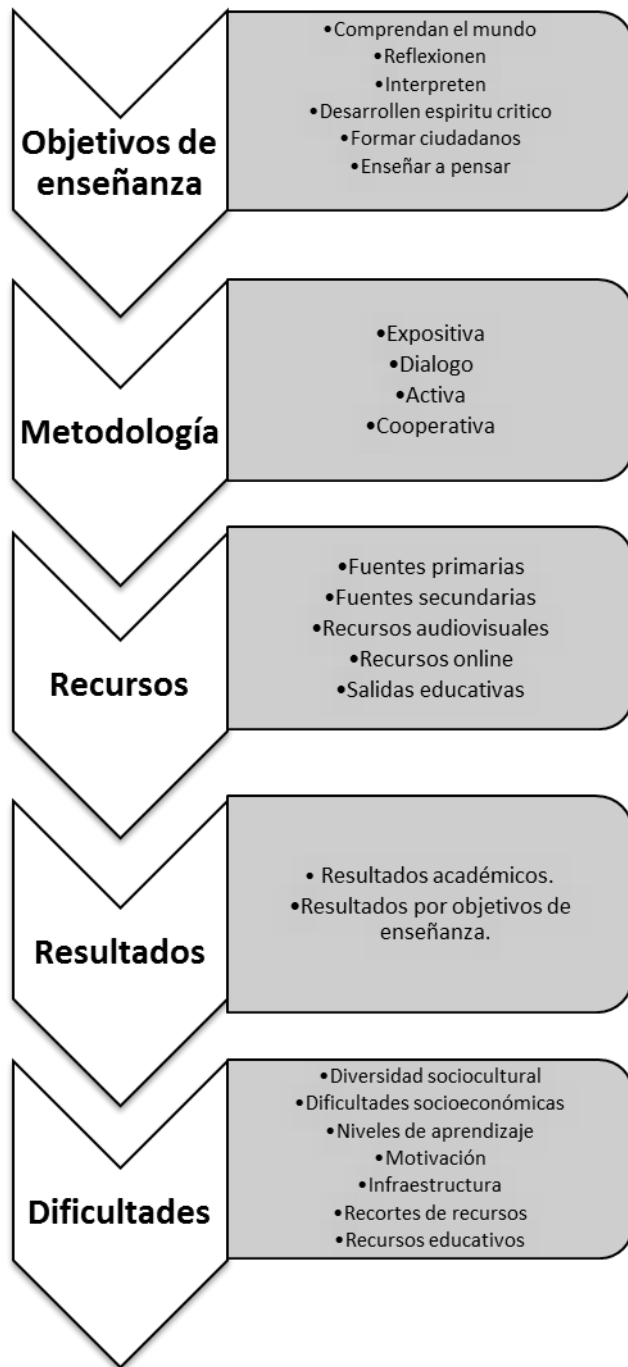 Objetivos de
enseñanza
•Comprendan el mundo
•Reflexionen
•Interpreten
•Desarrollen espiritu critico
•Formar ciudadanos
•Enseñar a pensar
Metodología
•Expositiva
•Dialogo
•Activa
•Cooperativa
Recursos
•Fuentes primarias
•Fuentes secundarias
•Recursos audiovisuales
•Recursos online
•Salidas educativas
Resultados
• Resultados académicos.
•Resultados por objetivos de
enseñanza.
Dificultades
•Diversidad sociocultural
•Dificultades socioeconómicas
•Niveles de aprendizaje
•Motivación
•Infraestructura
•Recortes de recursos
•Recursos educativos